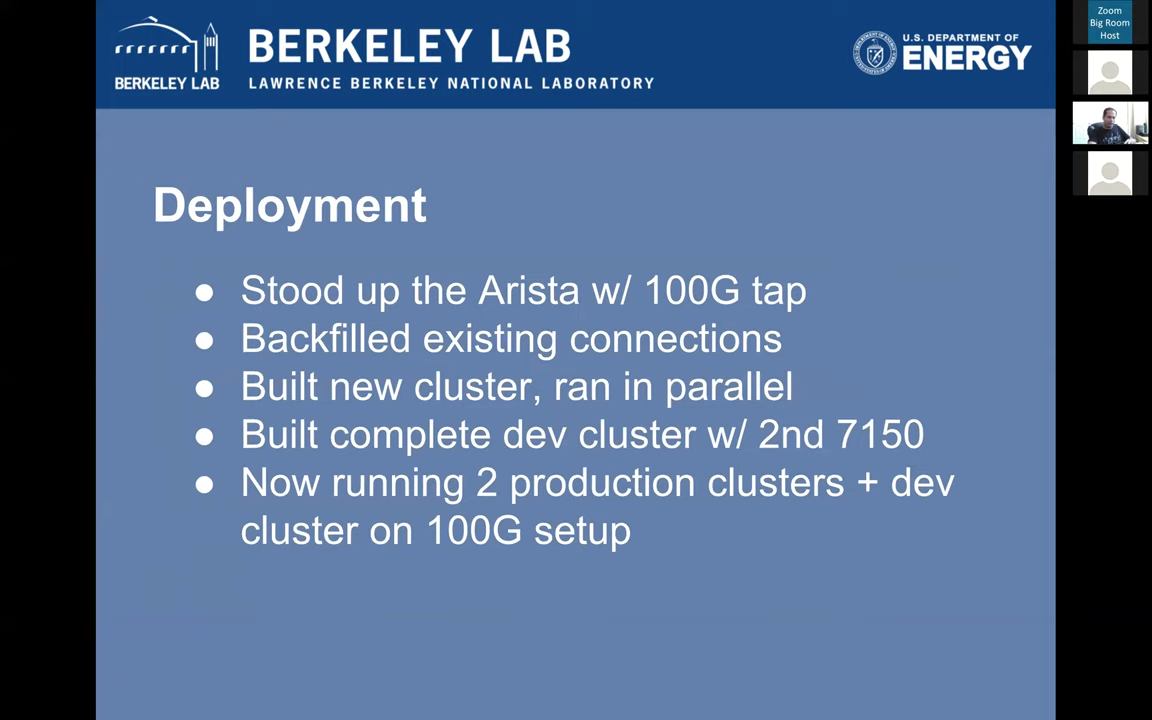 BERKELEY LAB
BERKELEY LAB
LAWRENCE BERKELEY NATIONAL LABORATORY
U.S. DEPARTMENT OF
ENERGY
Zoom
Big Room
Host
Deployment
● Stood up the Arista w/ 100G tap
● Backfilled existing connections
● Built new cluster, ran in parallel
● Built complete dev cluster w/ 2nd 7150
● Now running 2 production clusters + dev
cluster on 100G setup